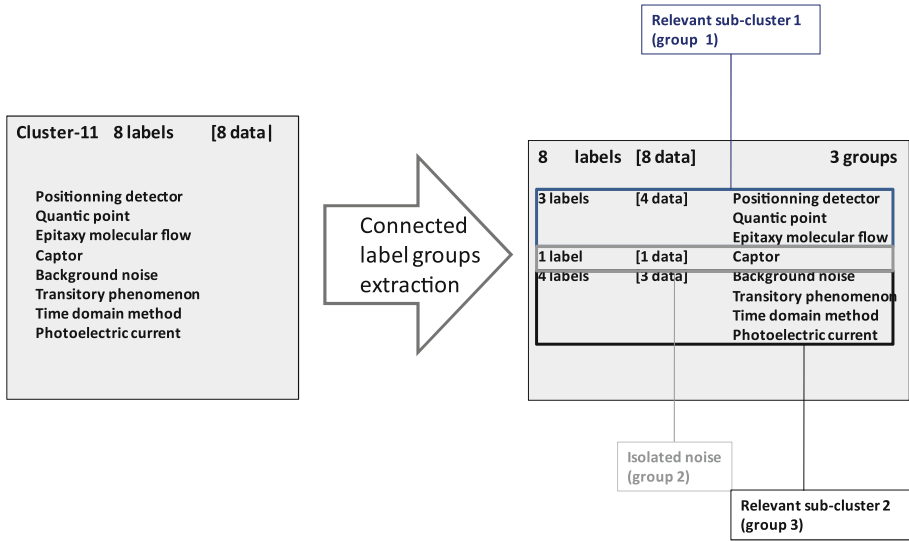 Relevant sub-cluster 1
(group 1)
Cluster-11 8 labels [8 data|
Positionning detector
Quantic point
Epitaxy molecular flow
Captor
Background noise
Transitory phenomenon
Time domain method
Photoelectric current
Connected
label groups
extraction
8 labels [8 data] 3 groups
3 labels [4 data] Positionning detector
Quantic point
Epitaxy molecular flow
1 label [1 data] Captor
4 labels [3 data] Background noise
Transitory phenomenon
Time domain method
Photoelectric current
Isolated noise
(group 2)
Relevant sub-cluster 2
(group 3)